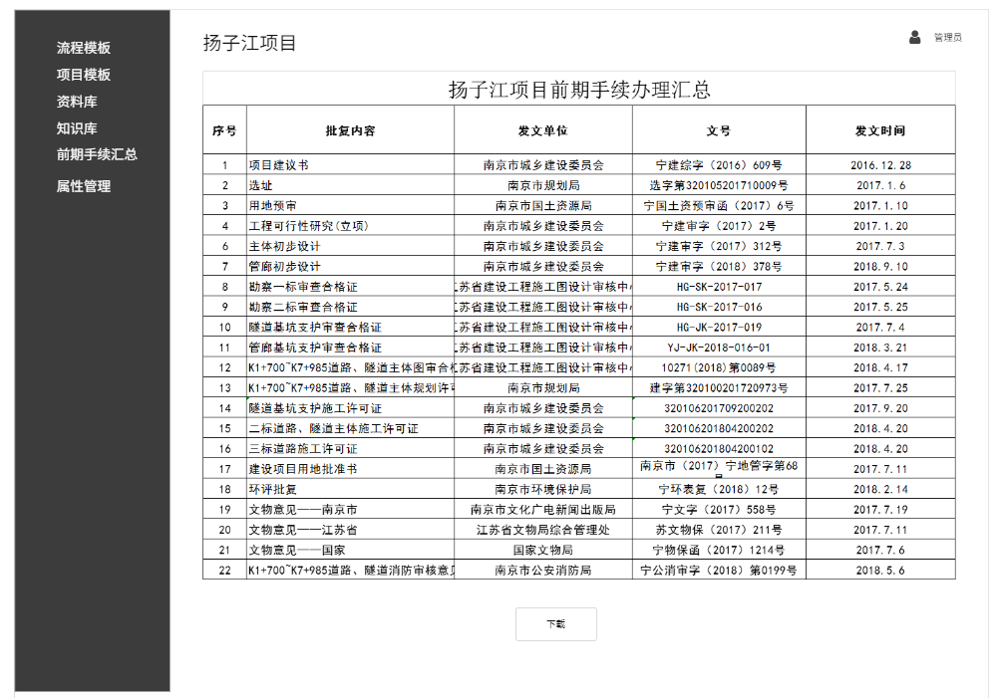 扬子江项目
管理员
流程模板
项目模板
资料库
知识库
前期手续汇总
属性管理
扬子江项目前期手续办理汇总
序号 批复内容 发文单位 文号 发文时间
1 项目建议书 南京市城乡建设委员会 宁建综字（2016）609号 2016.12.28
2 选址 南京市规划局 选字第320105201710009号 2017.1.6
3 用地预审 南京市国土资源局 宁国土资预审函（2017）6号 2017.1.10
4 工程可行性研究(立项) 南京市城乡建设委员会 宁建审字（2017）2号 2017.1.20
6 主体初步设计 南京市城乡建设委员会 宁建审字（2017）312号 2017.7.3
7 管廊初步设计 南京市城乡建设委员会 宁建审字（2018）378号 2018.9.10
8 勘察一标审查合格证 苏省建设工程施工图设计审核中 HG-SK-2017-017 2017.5.24
9 勘察二标审查合格证 苏省建设工程施工图设计审核中 HG-SK-2017-016 2017.5.25
10 隧道基坑支护审查合格证 苏省建设工程施工图设计审核中 HG-JK-2017-019 2017.7.4
11 管廊基坑支护审查合格证 苏省建设工程施工图设计审核中 YJ-JK-2018-016-01 2018.3.21
12 K1+700~K7+985道路、隧道主体图审合 苏省建设工程施工图设计审核中 10271(2018)第0089号 2018.4.17
13 K1+700~K7+985道路、隧道主体规划许 南京市规划局 建字第320100201720973号 2017.7.25
14 隧道基坑支护施工许可证 南京市城乡建设委员会 320106201709200202 2017.9.20
15 二标道路、隧道主体施工许可证 南京市城乡建设委员会 320106201804200202 2018.4.20
16 三标道路施工许可证 南京市城乡建设委员会 320106201804200102 2018.4.20
17 建设项目用地批准书 南京市国土资源局 南京市（2017）宁地管字第68 2017.7.11
18 环评批复 南京市环境保护局 宁环表复（2018）12号 2018.2.14
19 文物意见——南京市 南京市文化广电新闻出版局 宁文字（2017）558号 2017.7.19
20 文物意见——江苏省 江苏省文物局综合管理处 苏文物保（2017）211号 2017.7.11
21 文物意见——国家 国家文物局 宁物保函（2017）1214号 2017.7.6
22 K1+700~K7+985道路、隧道消防审核意 南京市公安消防局 宁公消审字（2018）第0199号 2018.5.6
下载